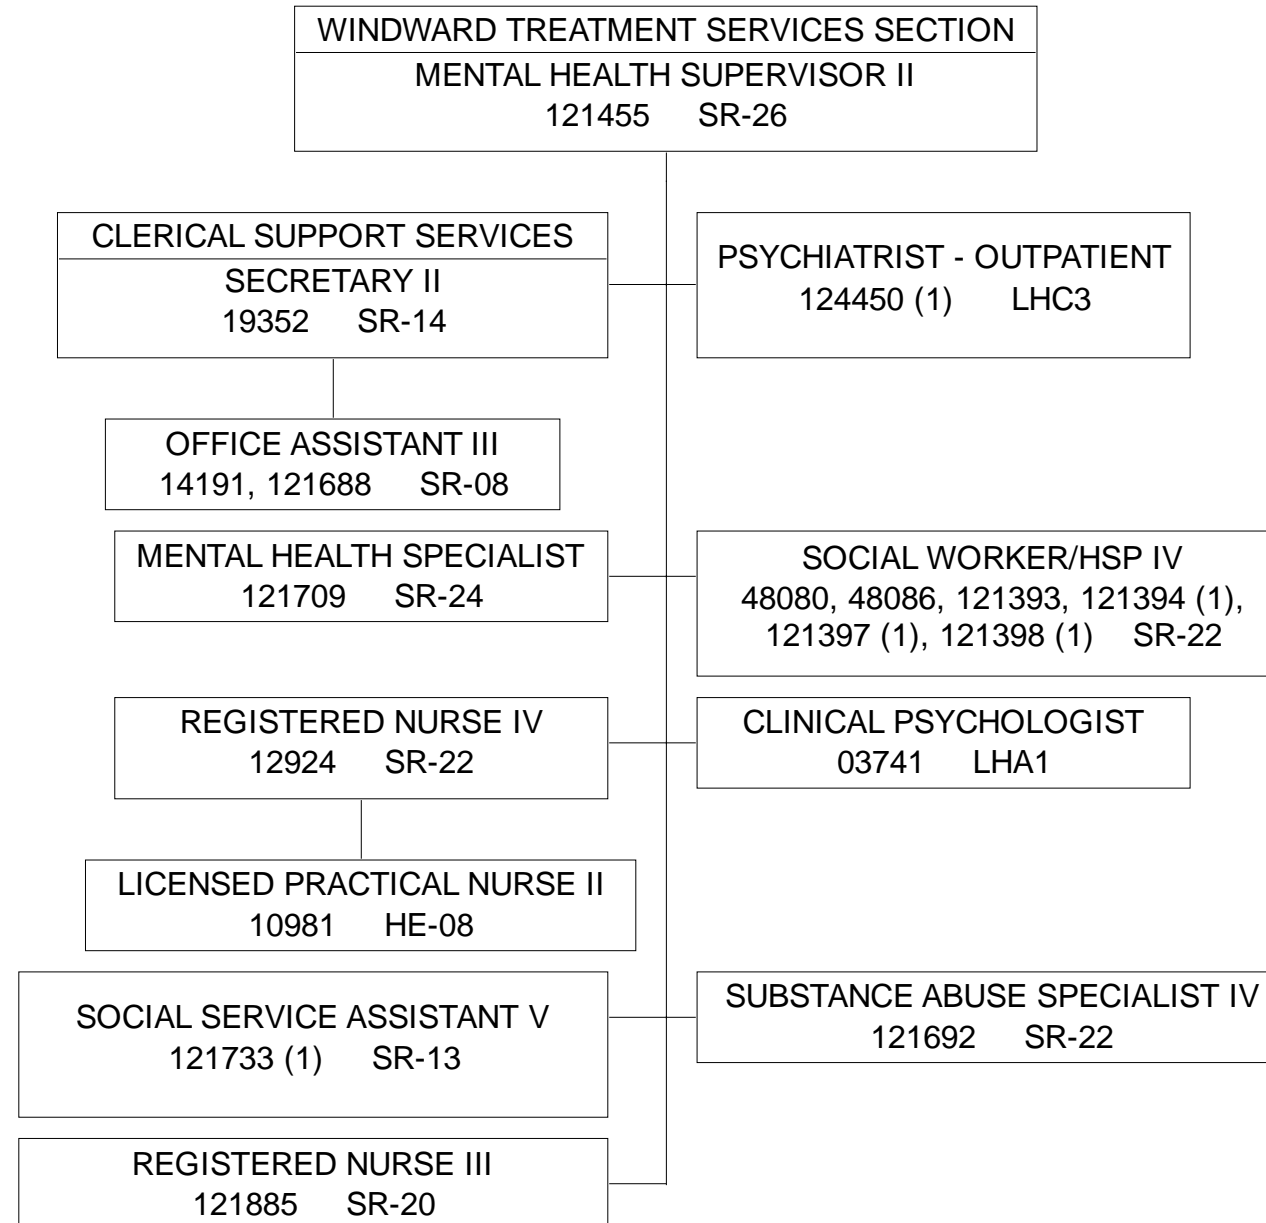 WINDWARD TREATMENT SERVICES SECTION
MENTAL HEALTH SUPERVISOR II
121455 SR-26
CLERICAL SUPPORT SERVICES
SECRETARY II
19352 SR-14
PSYCHIATRIST - OUTPATIENT
124450 (1) LHC3
OFFICE ASSISTANT III
14191, 121688 SR-08
MENTAL HEALTH SPECIALIST
121709 SR-24
SOCIAL WORKER/HSP IV
48080, 48086, 121393, 121394 (1),
121397 (1), 121398 (1) SR-22
REGISTERED NURSE IV
12924 SR-22
CLINICAL PSYCHOLOGIST
03741 LHA1
LICENSED PRACTICAL NURSE II
10981 HE-08
SOCIAL SERVICE ASSISTANT V
121733 (1) SR-13
SUBSTANCE ABUSE SPECIALIST IV
121692 SR-22
REGISTERED NURSE III
121885 SR-20